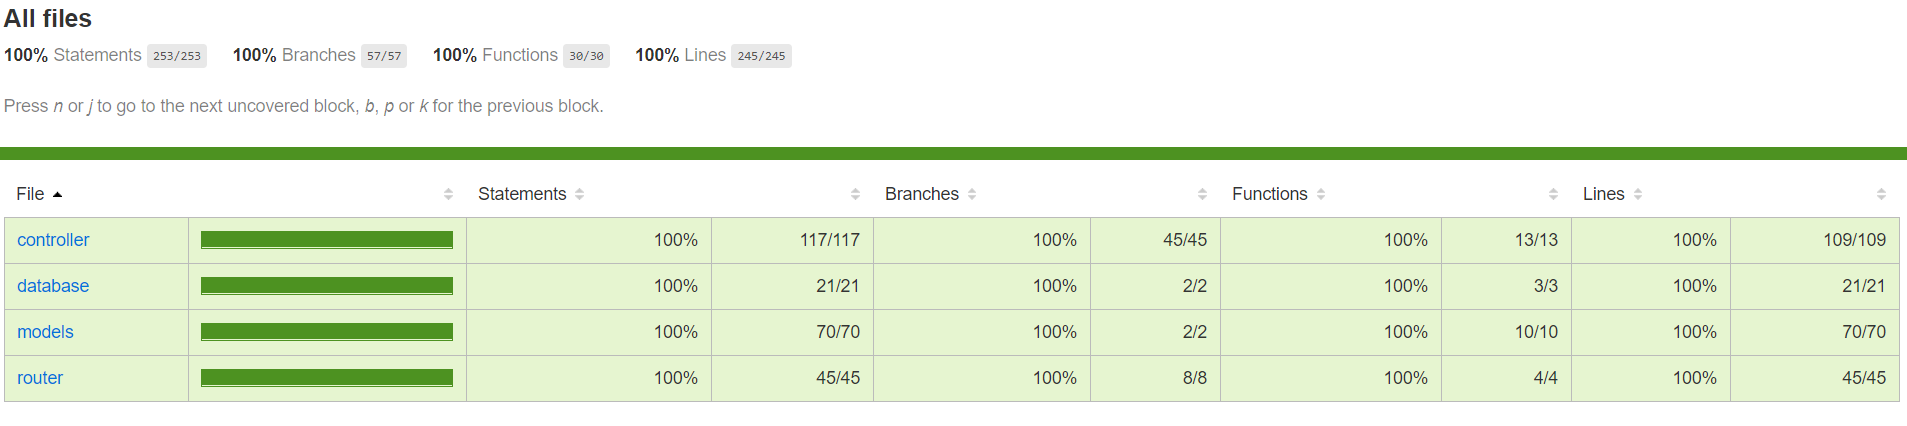 All files
100% Statements 253/253 100% Branches 57/57 100% Functions 30/30 100% Lines 245/245
Press n or j to go to the next uncovered block, b, p or k for the previous block.
File Statements Branches Functions Lines
controller 100% 117/117 100% 45/45 100% 13/13 100% 109/109
database 100% 21/21 100% 2/2 100% 3/3 100% 21/21
models 100% 70/70 100% 2/2 100% 10/10 100% 70/70
router 100% 45/45 100% 8/8 100% 4/4 100% 45/45